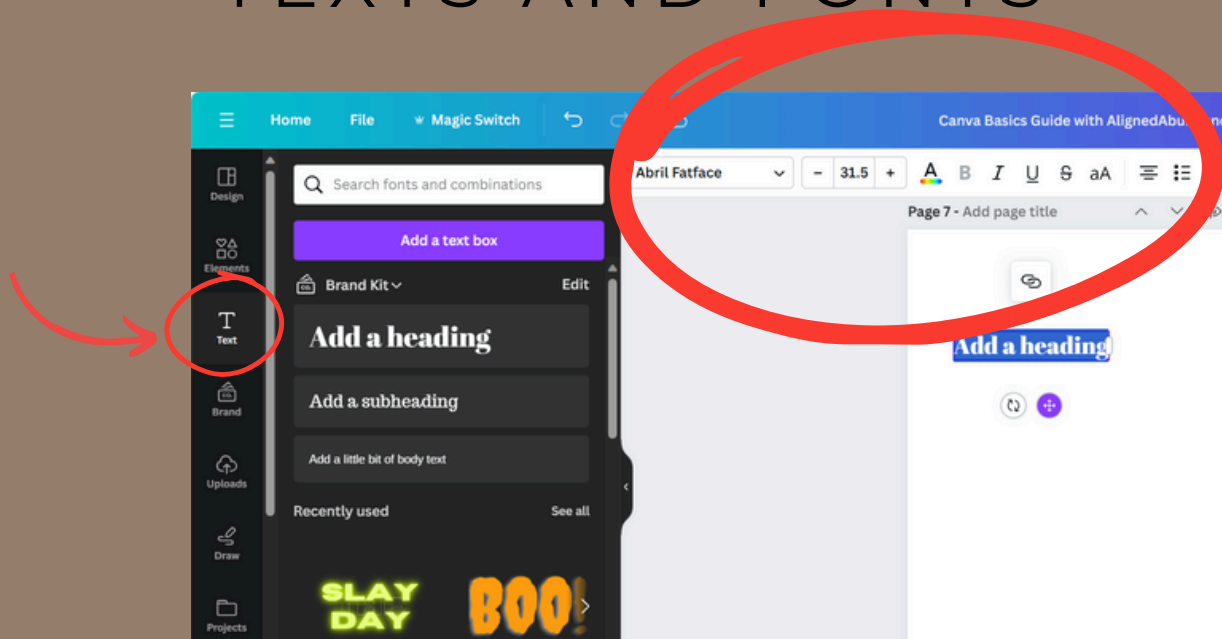 TEXTS AND FONTS
Home File Magic Switch
Canva Basics Guide with
Design
Elements
Text
Brand
Uploads
Draw
Projects
Search fonts and combinations
Add a text box
Brand Kit Edit
Add a heading
Add a subheading
Add a little bit of body text
Recently used See all
SLAY
DAY
BOO!
Abril Fatface - 31.5 + A B I U S aA
Page 7 - Add page title
Add a heading